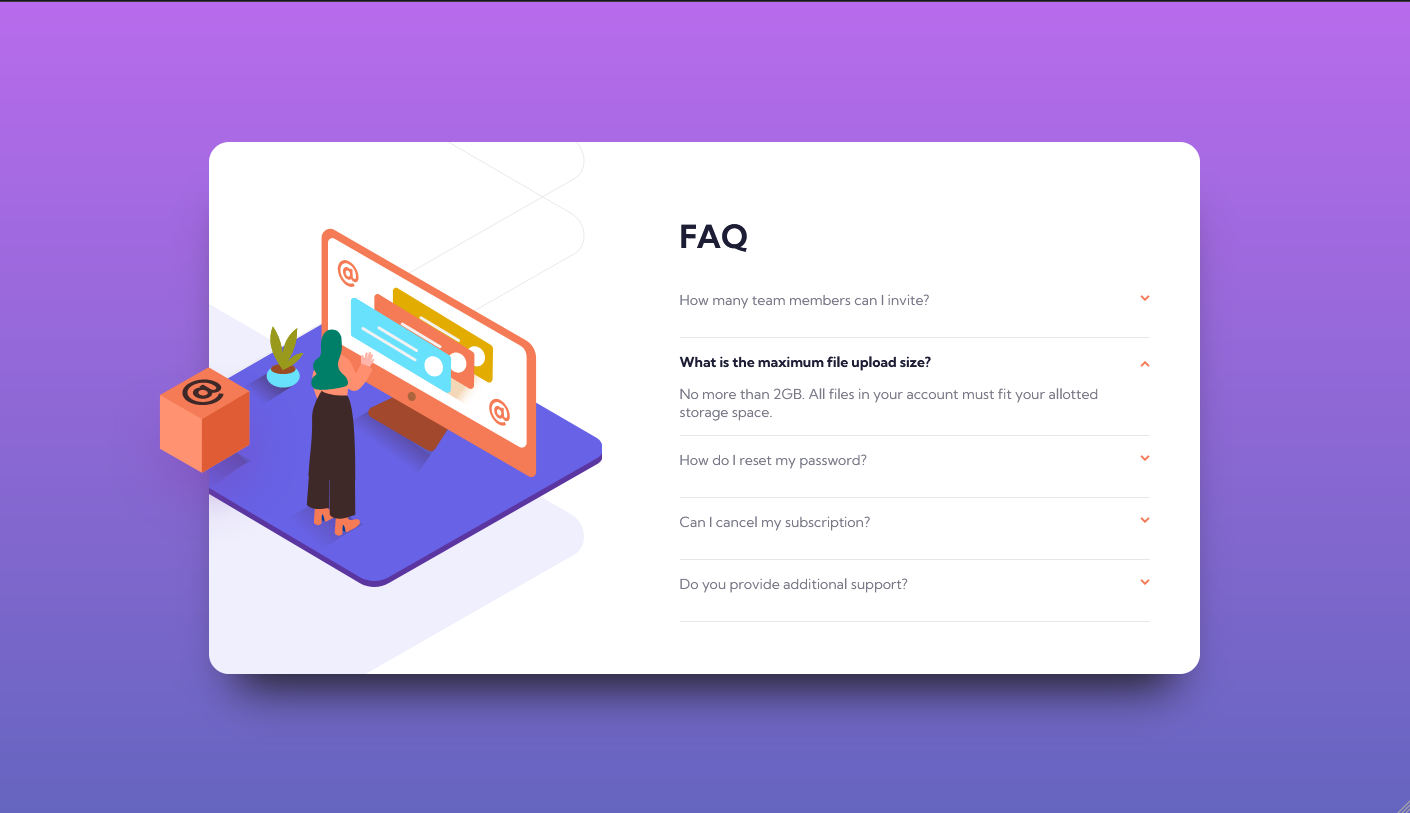 FAQ
How many team members can I invite?
What is the maximum file upload size?
No more than 2GB. All files in your account must fit your allotted
storage space.
How do I reset my password?
Can I cancel my subscription?
Do you provide additional support?
@
@
@